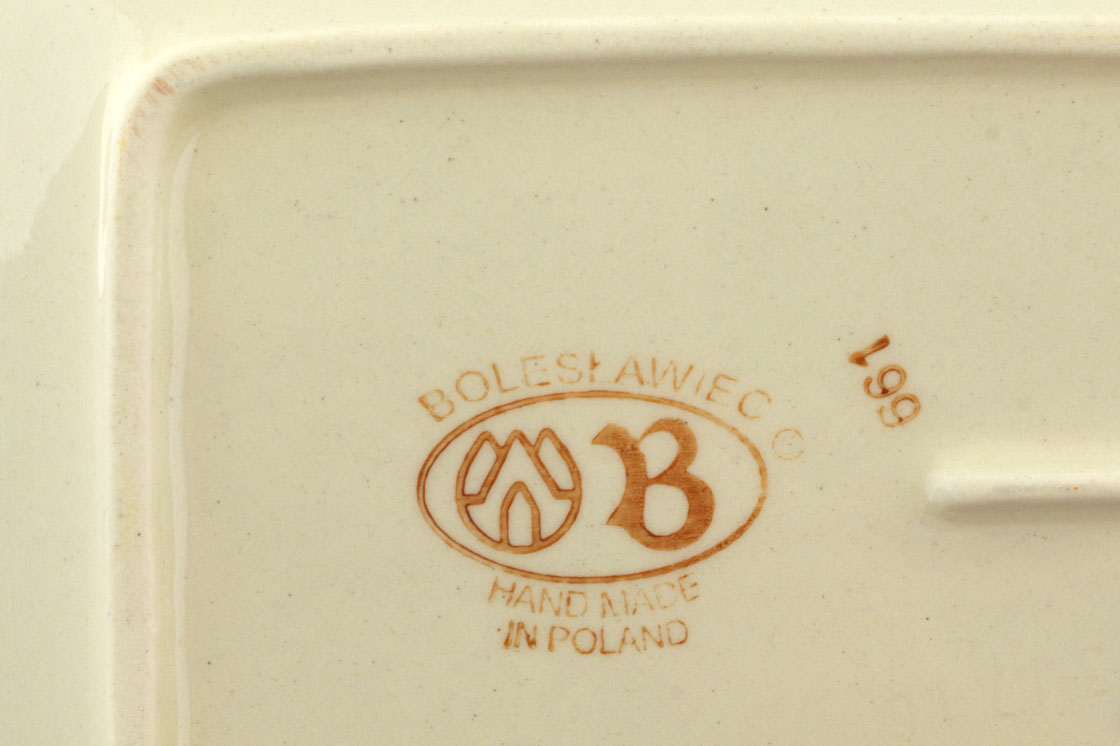 BOLESŁAWIEC ©
B
HAND MADE
IN POLAND
661